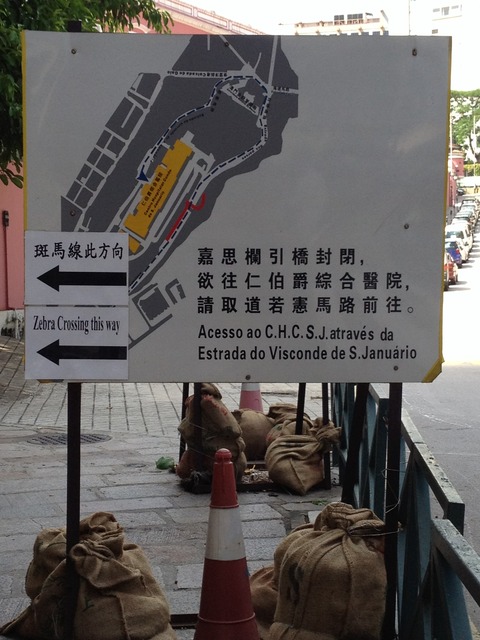 斑馬線此方向
Zebra Crossing this way
嘉思欄引橋封閉，
欲往仁伯爵綜合醫院，
請取道若憲馬路前往。
Acesso ao C.H.C.S.J.através da
Estrada do Visconde de S.Januário